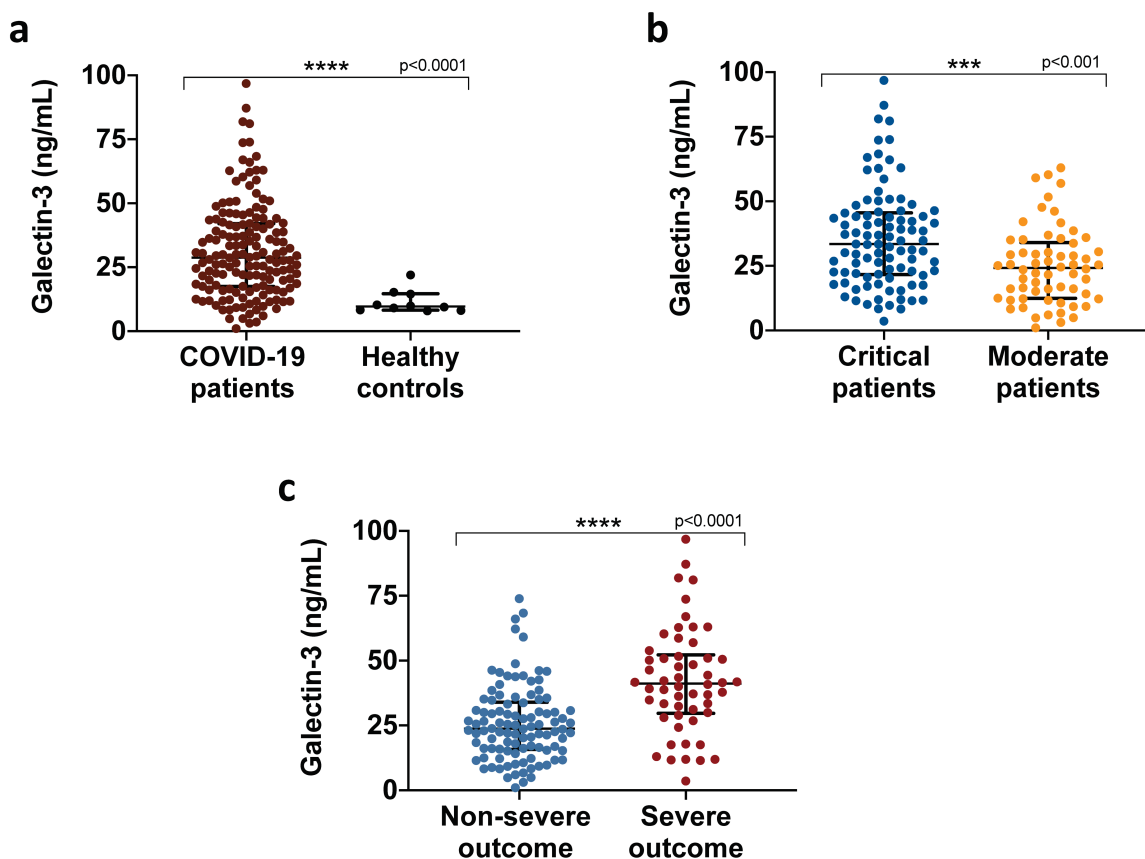 a
**** p<0.0001
Galectin-3 (ng/mL)
100
75
50
25
0
COVID-19
patients
Healthy
controls
b
*** p<0.001
Galectin-3 (ng/mL)
100
75
50
25
0
Critical
patients
Moderate
patients
c
**** p<0.0001
Galectin-3 (ng/mL)
100
75
50
25
0
Non-severe
outcome
Severe
outcome